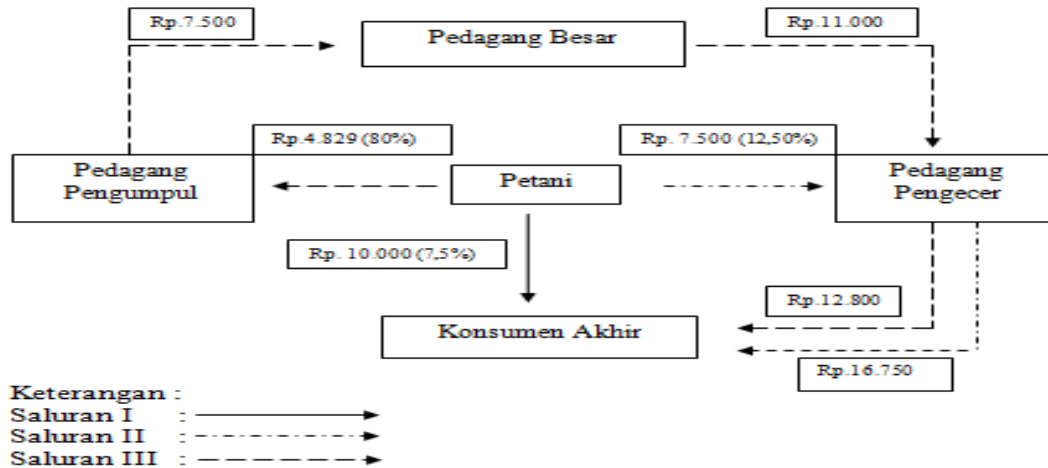 Rp.7.500
Pedagang Besar
Rp.11.000
Rp.4.829 (80%)
Rp. 7.500 (12,50%)
Pedagang
Pengumpul
Petani
Pedagang
Pengecer
Rp. 10.000 (7,5%)
Rp.12.800
Konsumen Akhir
Rp.16.750
Keterangan :
Saluran I :
Saluran II :
Saluran III :